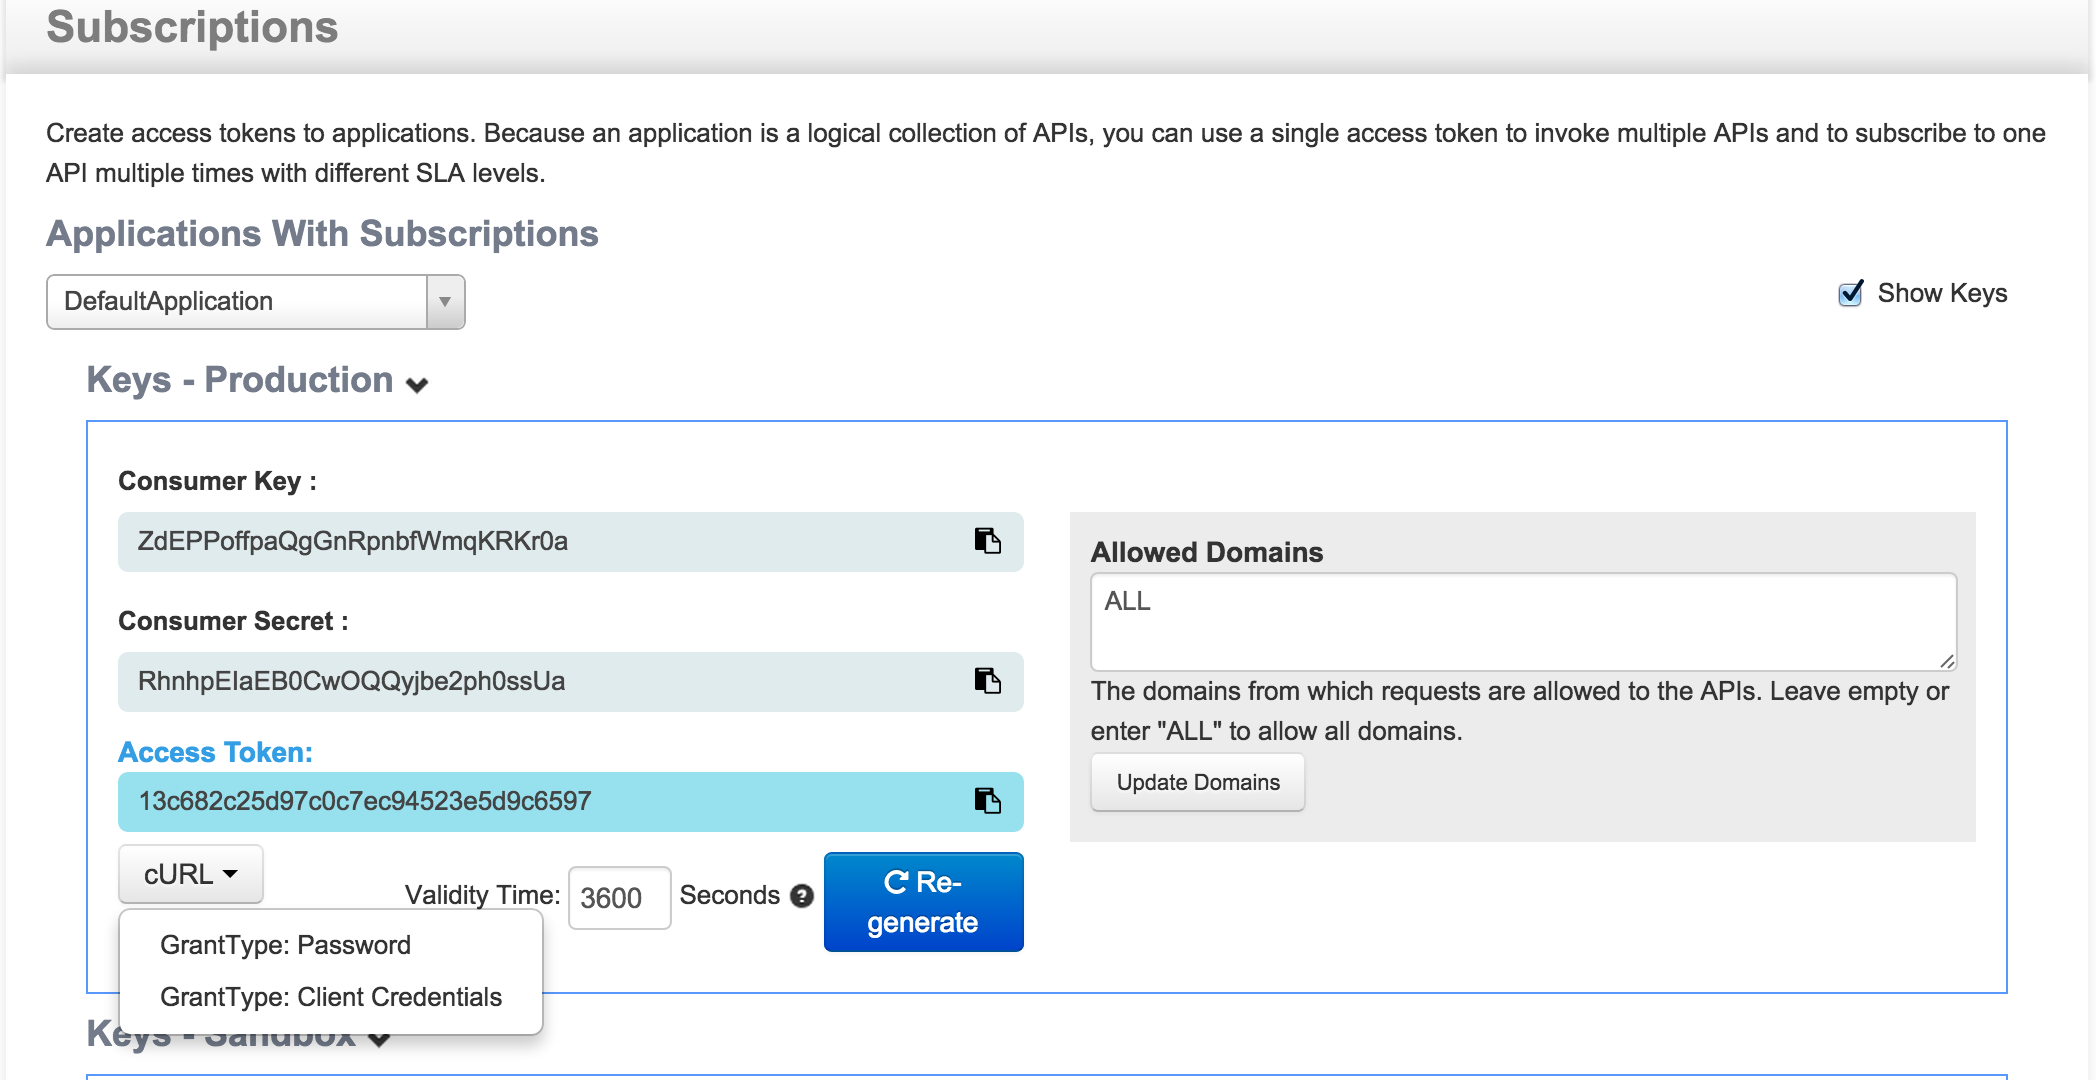 Subscriptions
Create access tokens to applications. Because an application is a logical collection of APIs, you can use a single access token to invoke multiple APIs and to subscribe to one
API multiple times with different SLA levels.
Applications With Subscriptions
DefaultApplication
Show Keys
Keys - Production
Consumer Key :
ZdEPPoffpaQgGnRpnbfWmqKRKr0a
Consumer Secret :
RhnhpEIaEB0CwOQQyjbe2ph0ssUa
Access Token:
13c682c25d97c0c7ec94523e5d9c6597
Allowed Domains
ALL
The domains from which requests are allowed to the APIs. Leave empty or
enter "ALL" to allow all domains.
Update Domains
cURL
Validity Time: 3600 Seconds
Re-
generate
GrantType: Password
GrantType: Client Credentials
Keys - Sandbox